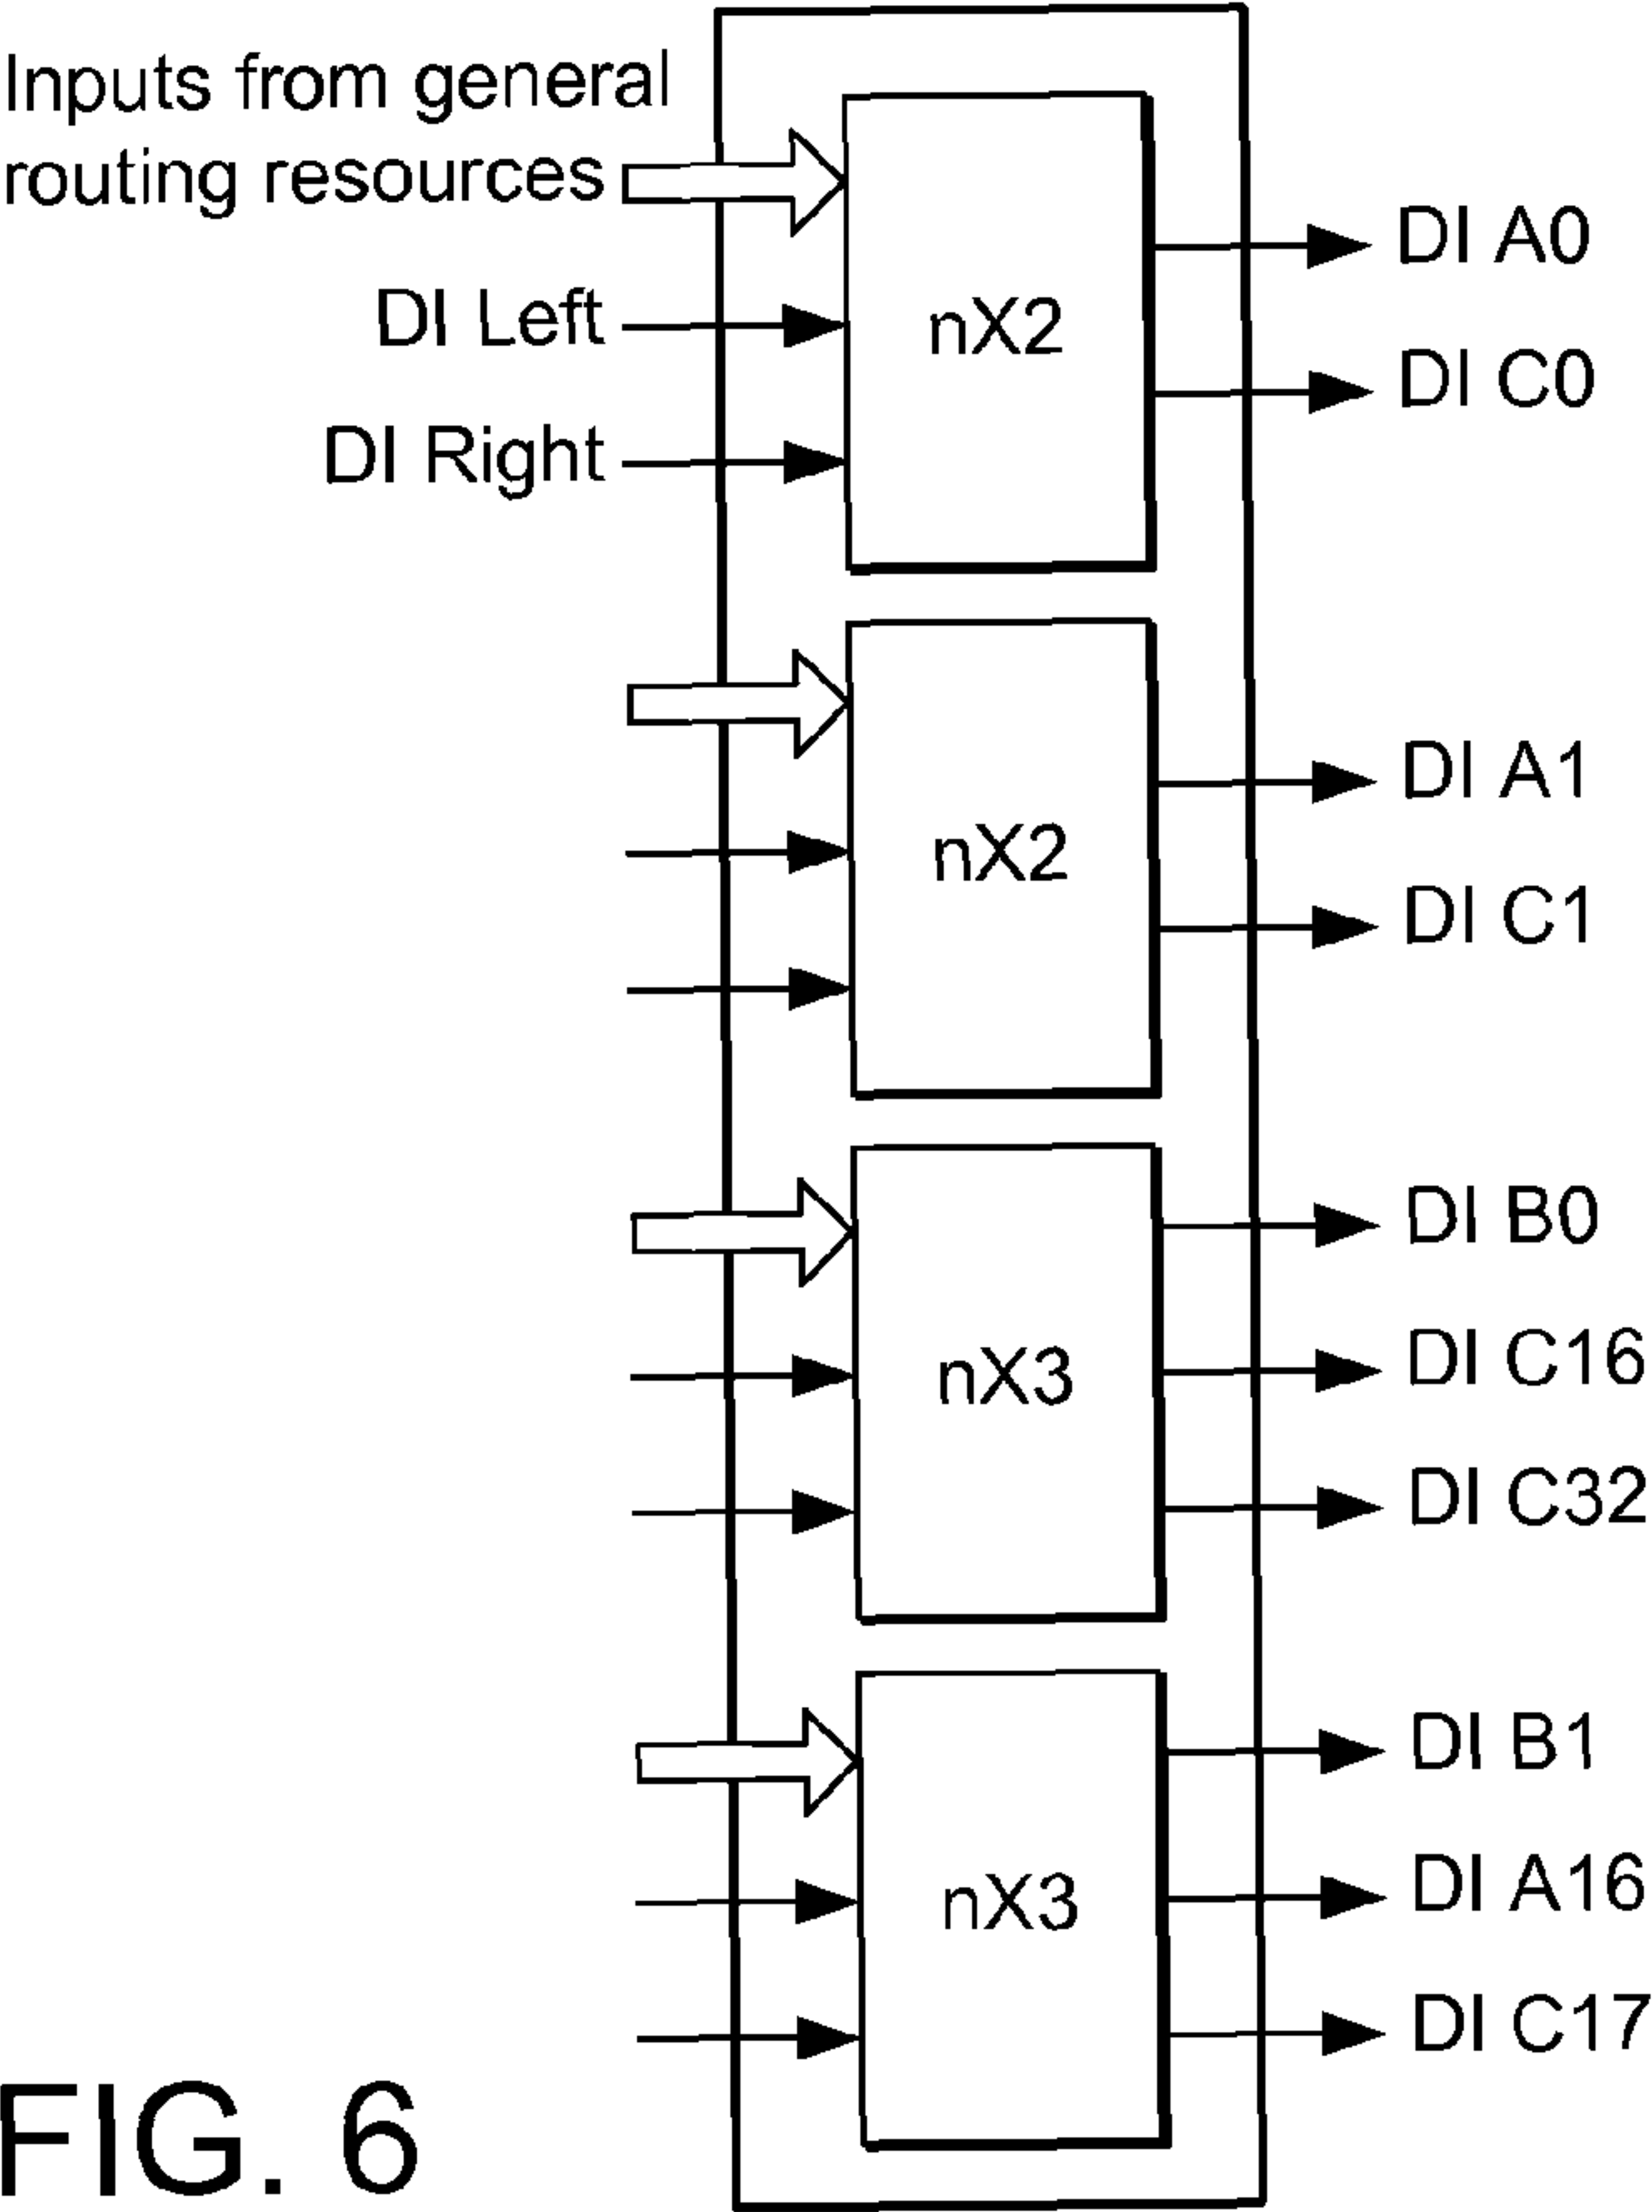 Inputs from general
routing resources
DI A0
DI Left
nX2
DI C0
DI Right
DI A1
nX2
DI C1
DI B0
nX3
DI C16
DI C32
DI B1
nX3
DI A16
DI C17
FIG. 6